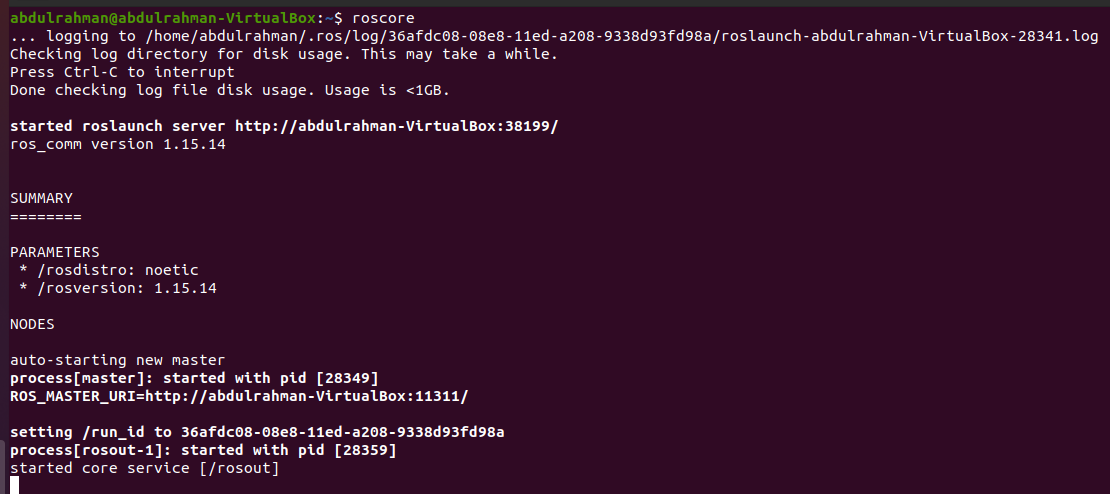 abdulrahman@abdulrahman-VirtualBox:~$ roscore
... logging to /home/abdulrahman/.ros/log/36afdc08-08e8-11ed-a208-9338d93fd98a/roslaunch-abdulrahman-VirtualBox-28341.log
Checking log directory for disk usage. This may take a while.
Press Ctrl-C to interrupt
Done checking log file disk usage. Usage is <1GB.
started roslaunch server http://abdulrahman-VirtualBox:38199/
ros_comm version 1.15.14
SUMMARY
========
PARAMETERS
 * /rosdistro: noetic
 * /rosversion: 1.15.14
NODES
auto-starting new master
process[master]: started with pid [28349]
ROS_MASTER_URI=http://abdulrahman-VirtualBox:11311/
setting /run_id to 36afdc08-08e8-11ed-a208-9338d93fd98a
process[rosout-1]: started with pid [28359]
started core service [/rosout]